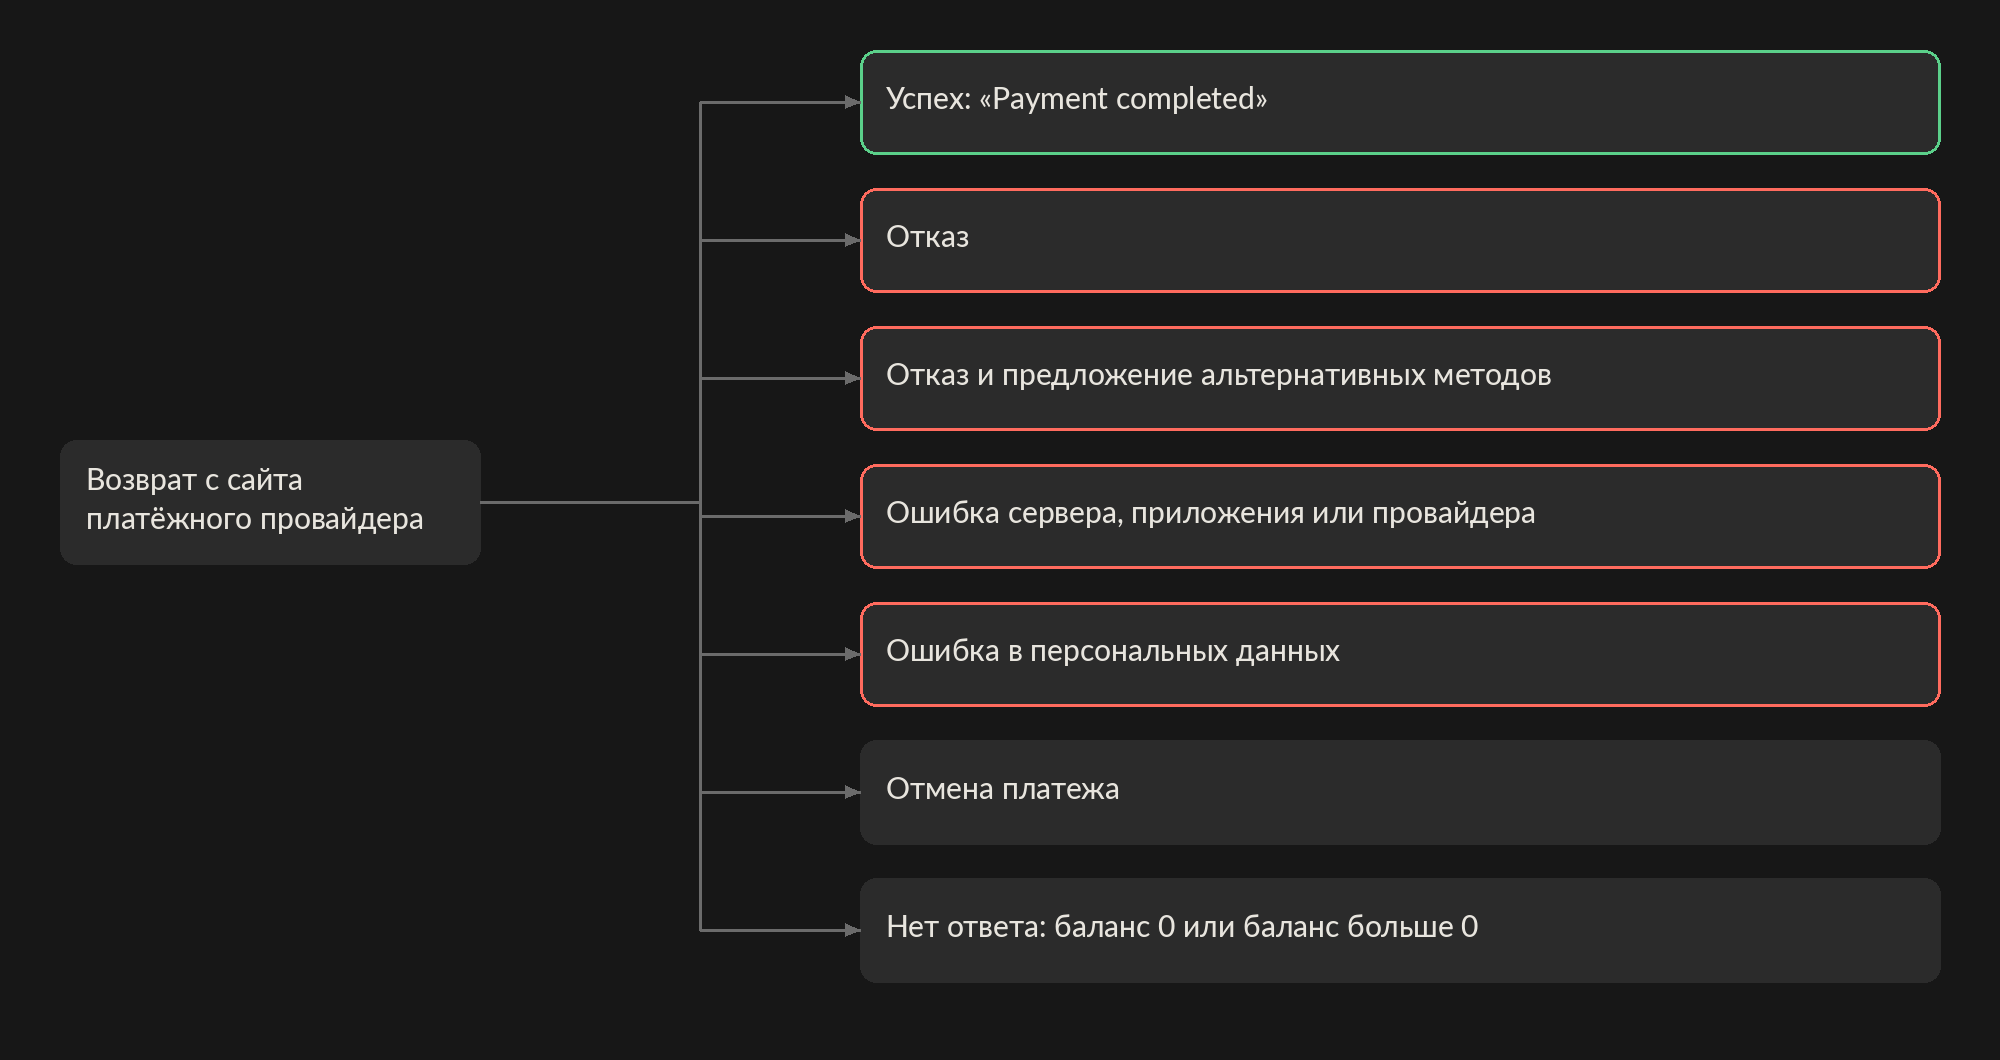 Успех: «Payment completed»
Отказ
Отказ и предложение альтернативных методов
Возврат с сайта
платёжного провайдера
Ошибка сервера, приложения или провайдера
Ошибка в персональных данных
Отмена платежа
Нет ответа: баланс 0 или баланс больше 0